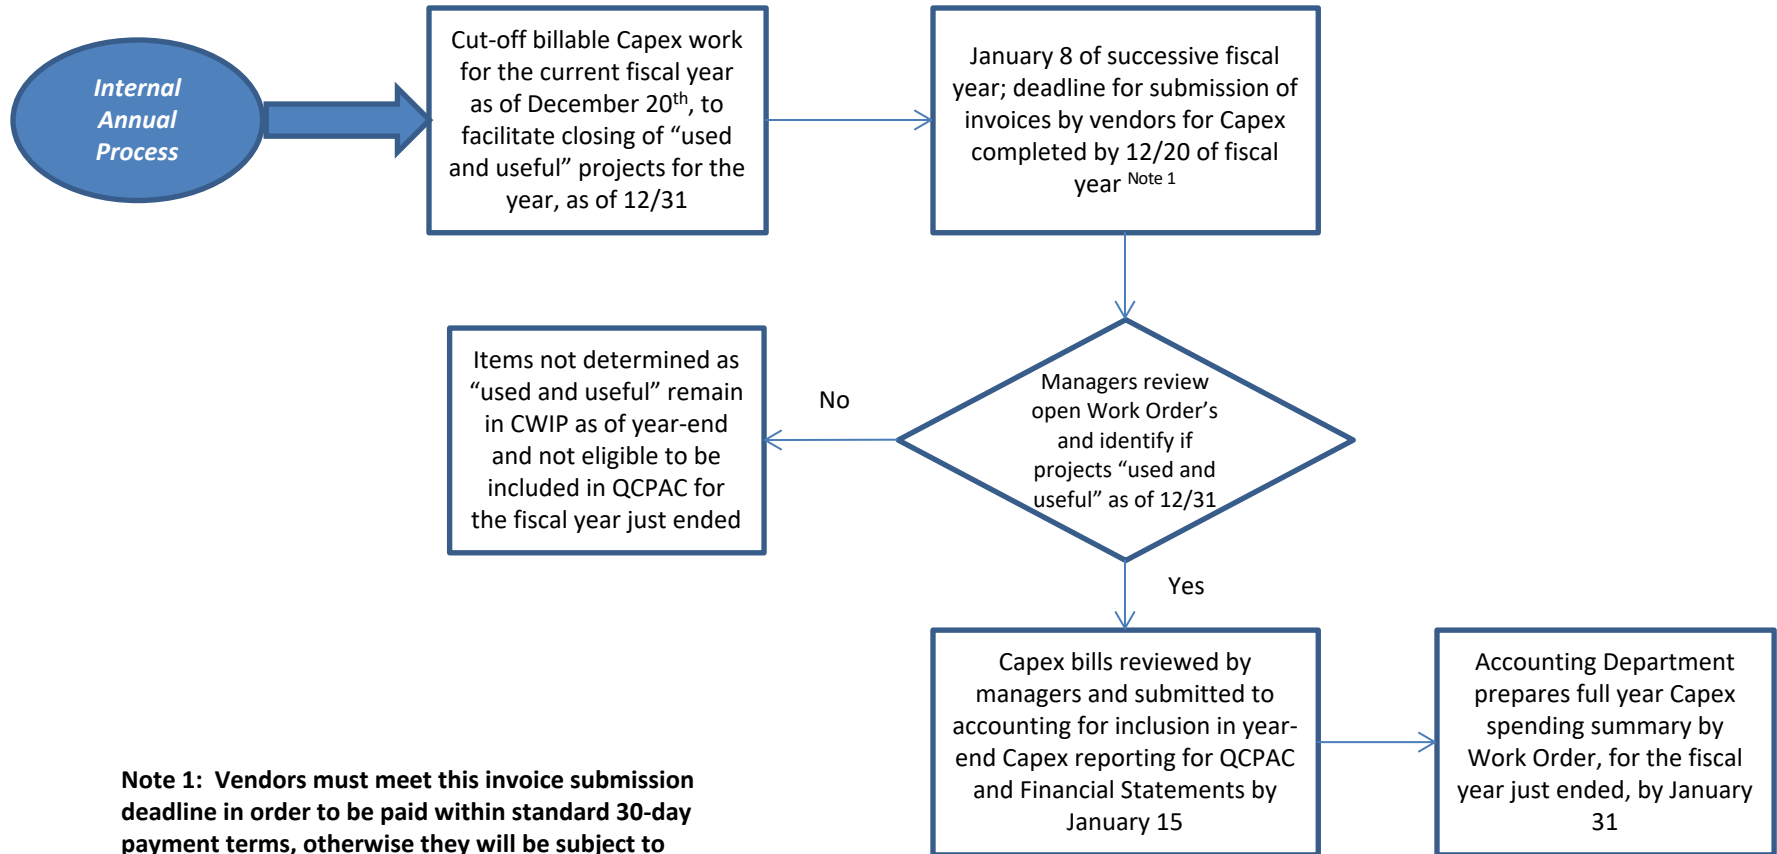 Internal
Annual
Process
Cut-off billable Capex work
for the current fiscal year
as of December 20th, to
facilitate closing of “used
and useful” projects for the
year, as of 12/31
January 8 of successive fiscal
year; deadline for submission of
invoices by vendors for Capex
completed by 12/20 of fiscal
year Note 1
Managers review
open Work Order’s
and identify if
projects “used and
useful” as of 12/31
No
Items not determined as
“used and useful” remain
in CWIP as of year-end
and not eligible to be
included in QCPAC for
the fiscal year just ended
Yes
Capex bills reviewed by
managers and submitted to
accounting for inclusion in year-
end Capex reporting for QCPAC
and Financial Statements by
January 15
Accounting Department
prepares full year Capex
spending summary by
Work Order, for the fiscal
year just ended, by January
31
Note 1: Vendors must meet this invoice submission
deadline in order to be paid within standard 30-day
payment terms, otherwise they will be subject to